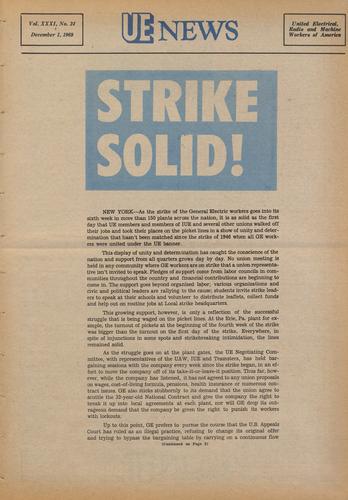 Vol. XXXI, No. 24
December 1, 1969
UE NEWS
United Electrical,
Radio and Machine
Workers of America
STRIKE
SOLID!
NEW YORK—As the strike of the General Electric workers goes into its
sixth week in more than 150 plants across the nation, it is as solid as the first
day that UE members and members of IUE and several other unions walked off
their jobs and took their places on the picket lines in a show of unity and deter-
mination that hasn't been matched since the strike of 1946 when all GE work-
ers were united under the UE banner.
This display of unity and determination has caught the conscience of the
nation and support from all quarters grows day by day. No union meeting is
held in any community where GE workers are on strike that a union representa-
tive isn't invited to speak. Pledges of support come from labor councils in com-
munities throughout the country and financial contributions are beginning to
come in. The support goes beyond organized labor; various organizations and
civic and political leaders are rallying to the cause; students invite strike lead-
ers to speak at their schools and volunteer to distribute leaflets, collect funds
and help out on routine jobs at Local strike headquarters.
This growing support, however, is only a reflection of the successful
struggle that is being waged on the picket lines. At the Erie, Pa. plant for ex-
ample, the turnout of pickets at the beginning of the fourth week of the strike
was bigger than the turnout on the first day of the strike. Everywhere, in
spite of injunctions in some spots and strikebreaking intimidation, the lines
remained solid.
As the struggle goes on at the plant gates, the UE Negotiating Com-
mittee, with representatives of the U.A.W, IUE and Teamsters, has held bar-
gaining sessions with the company every week since the strike began, in an ef-
fort to move the company off of its take-it-or-leave-it position. Thus far, how-
ever, while the company has listened, it has not agreed to any union proposals
on wages, cost-of-living formula, pensions, health insurance or numerous con-
tract issues. GE also sticks deliberately to its demand that the union agree to
scuttle the 32-year-old National Contract and give the company the right to
break it up into local agreements at each plant, nor will GE drop its out-
rageous demand that the company be given the right to punish its workers
with lockouts.
Up to this point, GE prefers to pursue the course that the U.S. Appeals
Court has ruled as an illegal practice, refusing to change its original offer
and trying to bypass the bargaining table by carrying on a continuous flow
(Continued on Page 3)